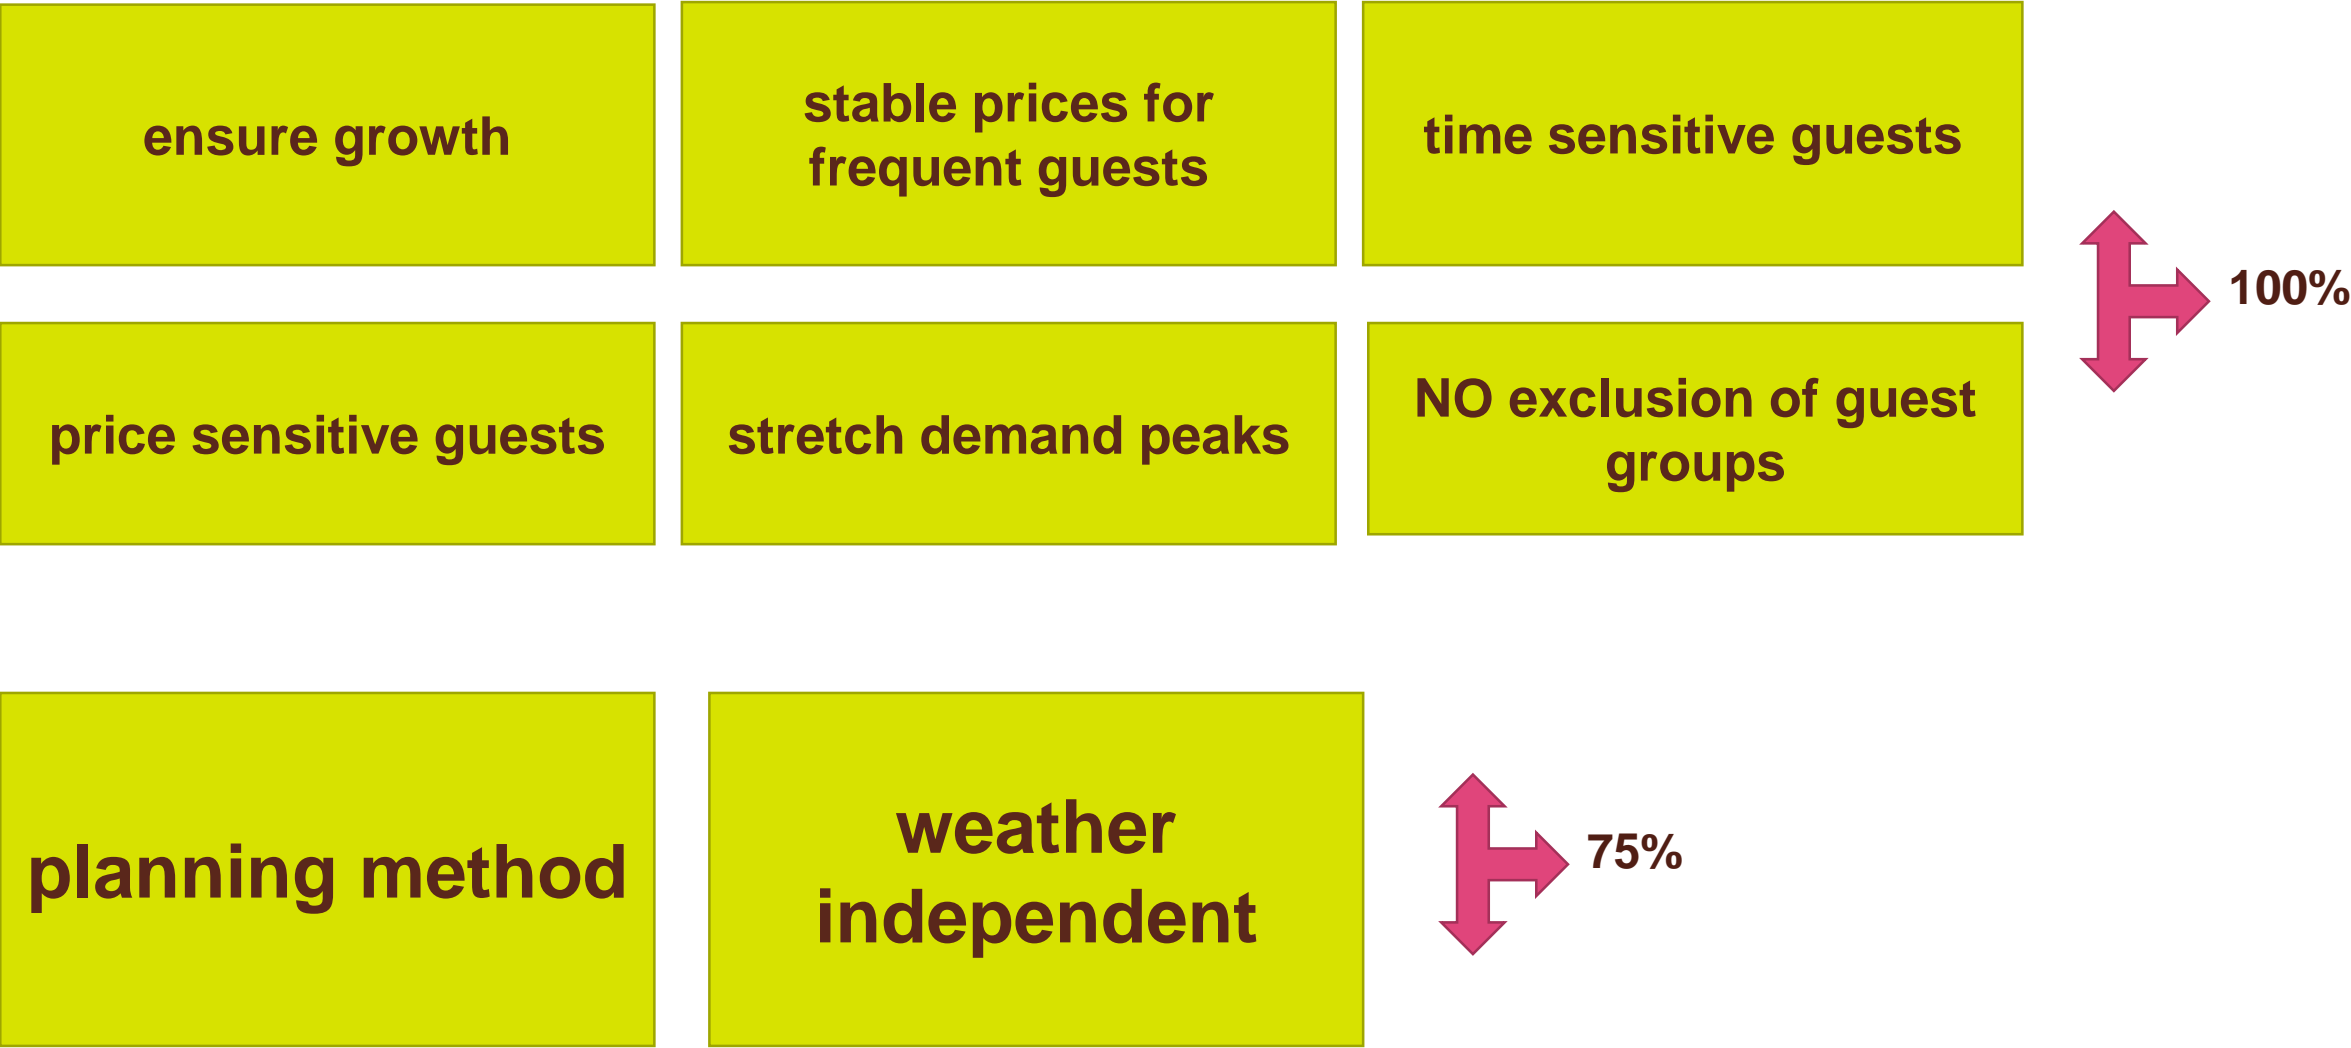 ensure growth
stable prices for
frequent guests
time sensitive guests
100%
price sensitive guests
stretch demand peaks
NO exclusion of guest
groups
planning method
weather
independent
75%